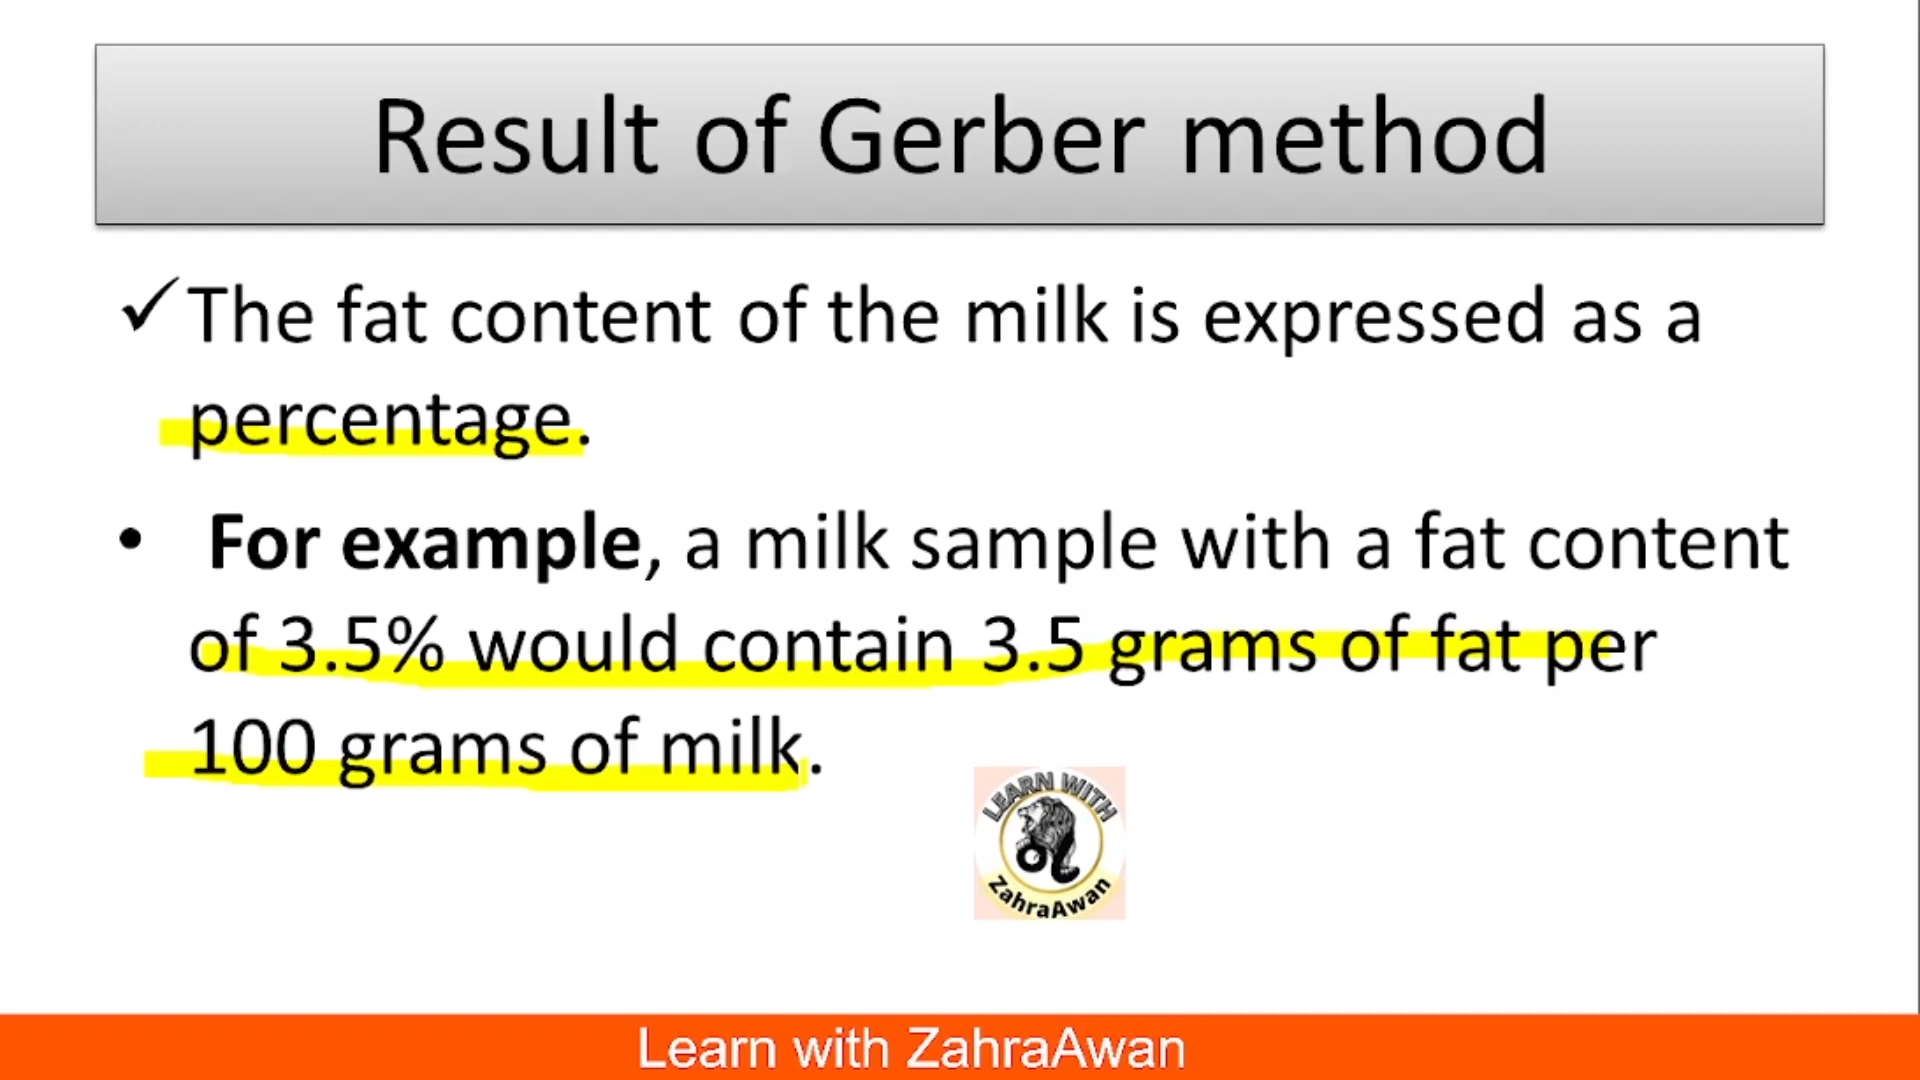 Result of Gerber method
✓The fat content of the milk is expressed as a
percentage.
• For example, a milk sample with a fat content
of 3.5% would contain 3.5 grams of fat per
100 grams of milk.
LEARN WITH
ZahraAwan
Learn with ZahraAwan